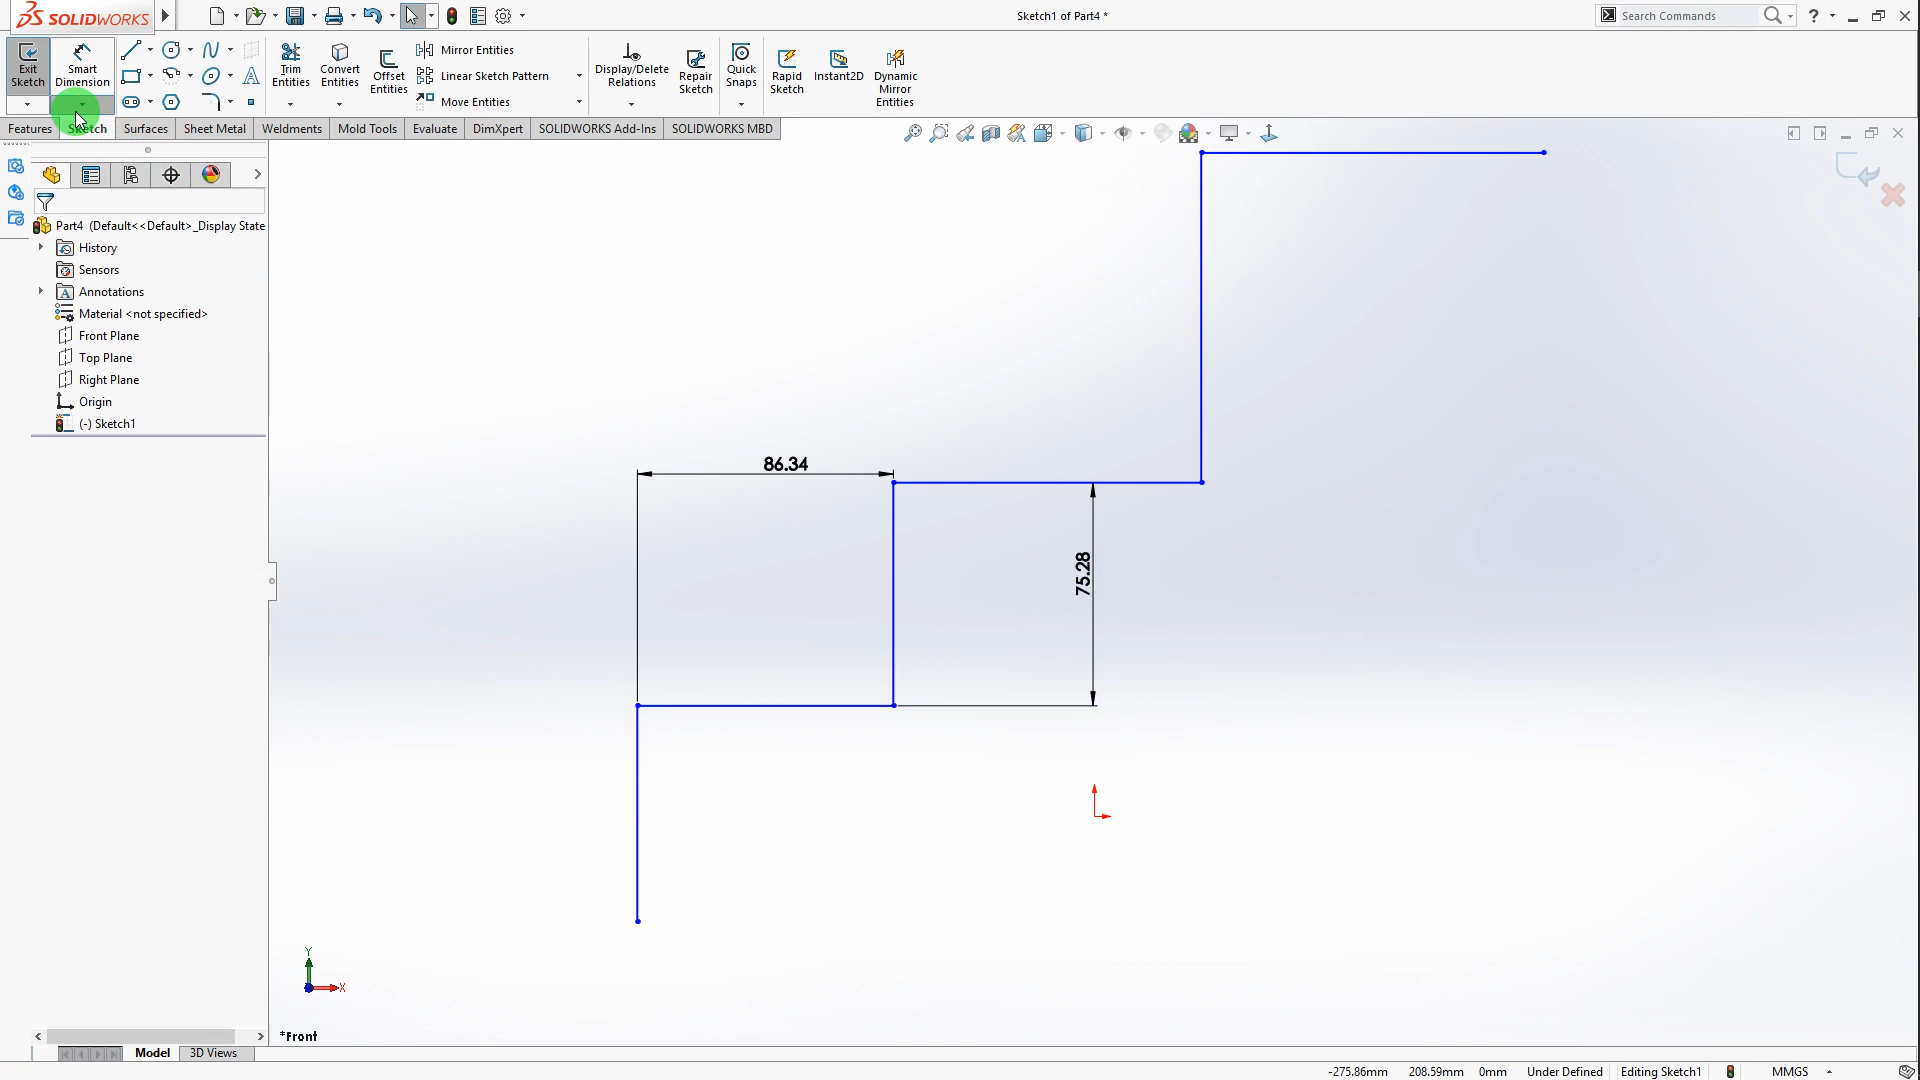 SOLIDWORKS
Sketch1 of Part4 *
Search Commands
?
Exit Sketch
Smart Dimension
Trim Entities
Convert Entities
Offset Entities
Mirror Entities
Linear Sketch Pattern
Move Entities
Display/Delete Relations
Repair Sketch
Quick Snaps
Rapid Sketch
Instant2D
Dynamic Mirror Entities
Features
Sketch
Surfaces
Sheet Metal
Weldments
Mold Tools
Evaluate
DimXpert
SOLIDWORKS Add-Ins
SOLIDWORKS MBD
Part4 (Default<<Default>_Display State
History
Sensors
Annotations
Material <not specified>
Front Plane
Top Plane
Right Plane
Origin
(-) Sketch1
86.34
75.28
Y
X
*Front
Model
3D Views
-275.86mm
208.59mm
0mm
Under Defined
Editing Sketch1
MMGS